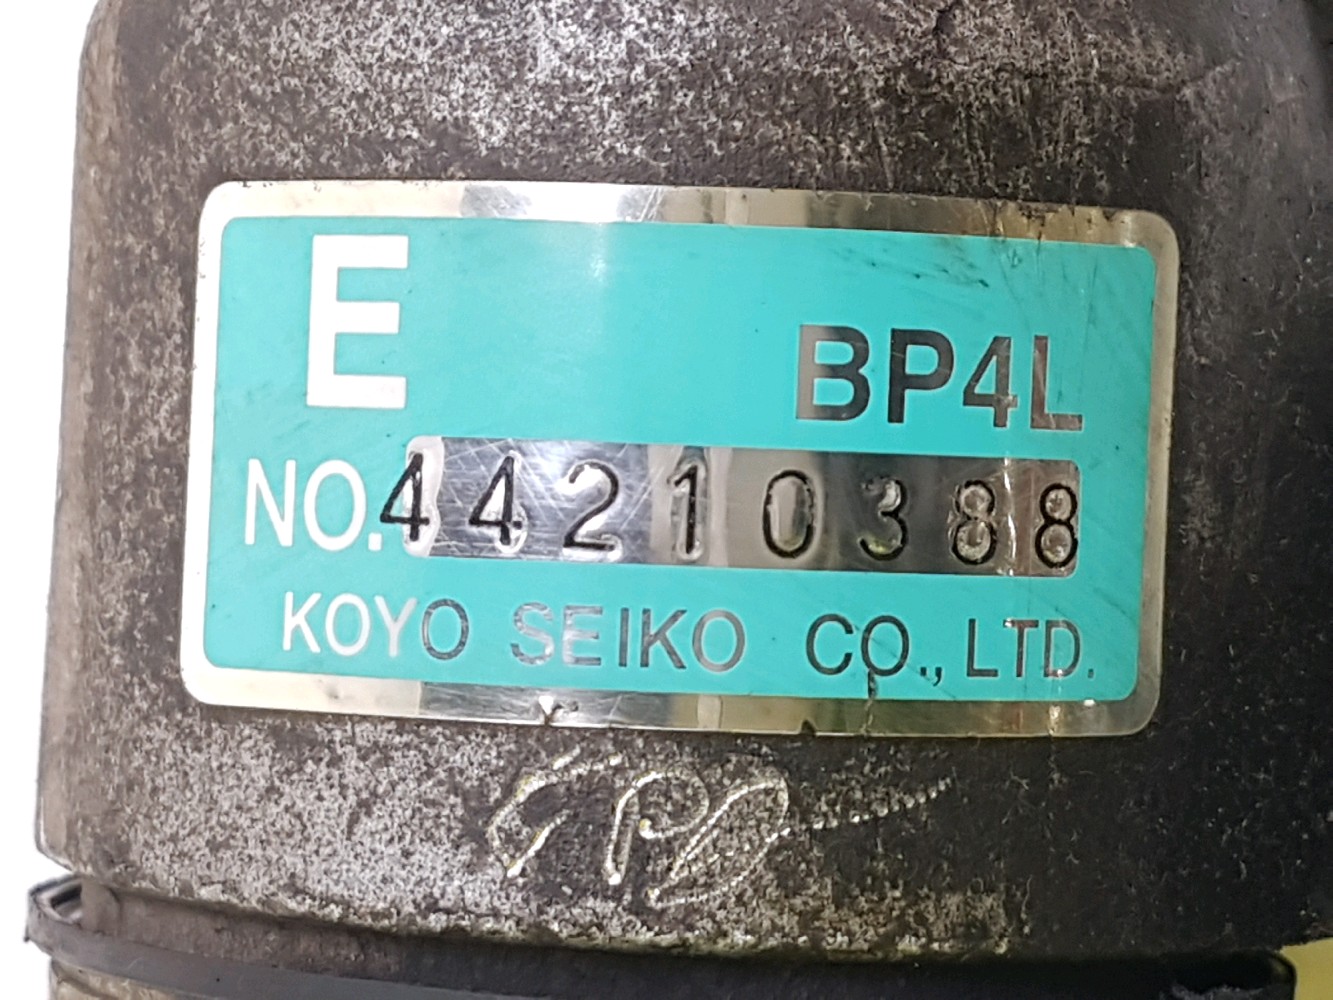 E
BP4L
NO.44210388
KOYO SEIKO CO., LTD.